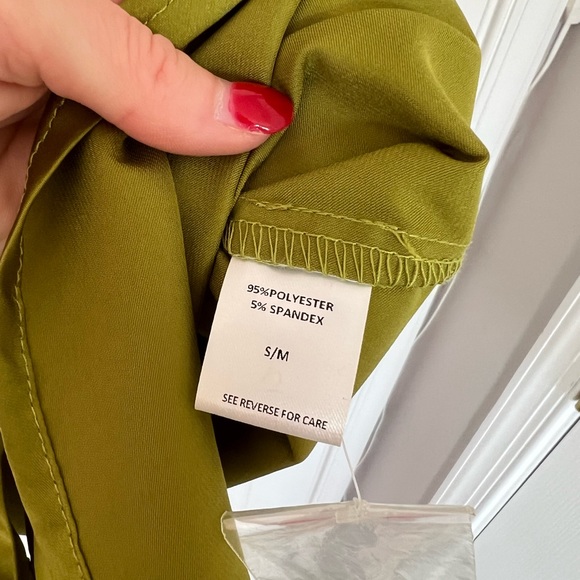 95%POLYESTER
5% SPANDEX
S/M
SEE REVERSE FOR CARE